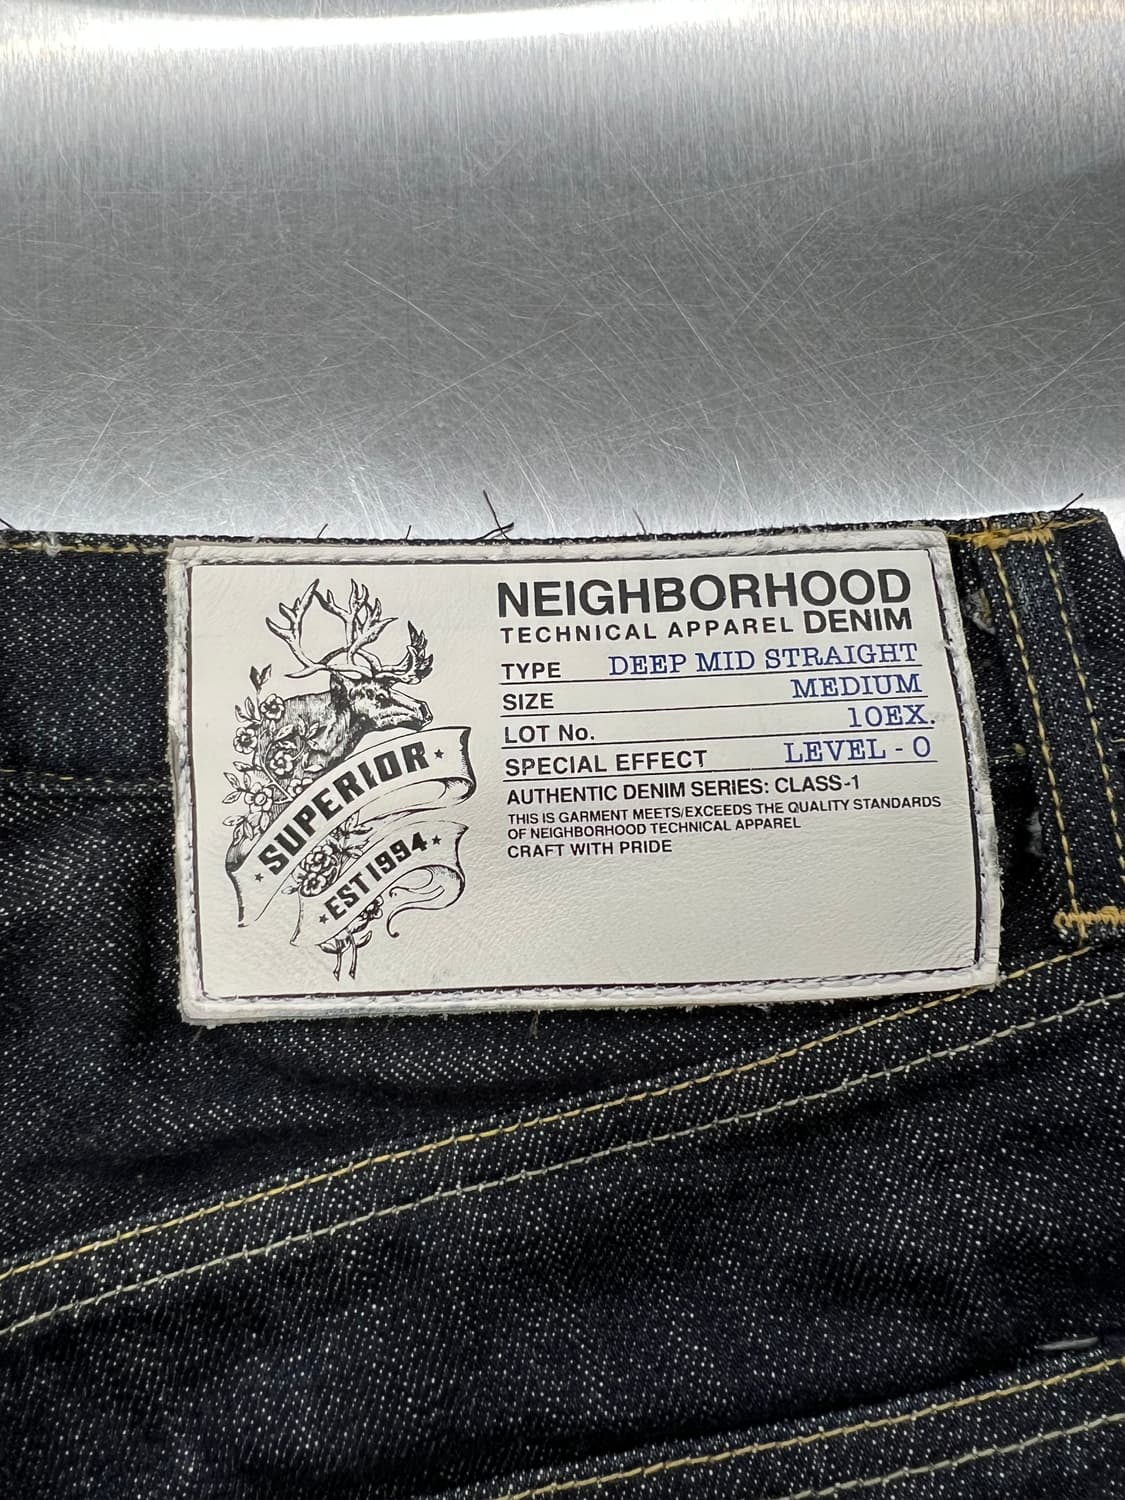 NEIGHBORHOOD
TECHNICAL APPAREL DENIM
TYPE DEEP MID STRAIGHT
SIZE MEDIUM
LOT No. 10EX.
SPECIAL EFFECT LEVEL - 0
AUTHENTIC DENIM SERIES: CLASS-1
THIS IS GARMENT MEETS/EXCEEDS THE QUALITY STANDARDS
OF NEIGHBORHOOD TECHNICAL APPAREL
CRAFT WITH PRIDE
SUPERIOR
EST 1994